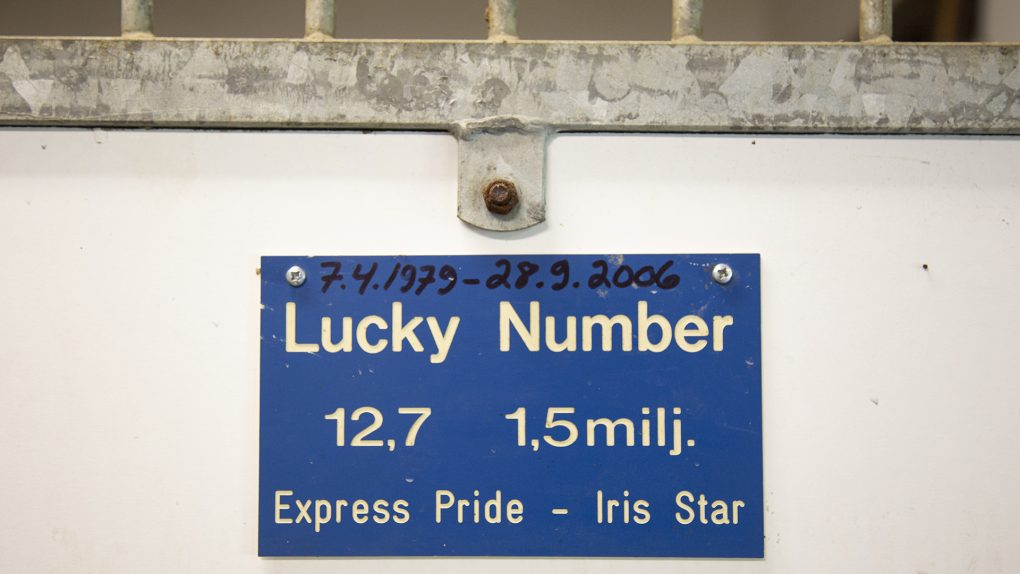 7.4.1979-28.9.2006
Lucky Number
12,7 1,5milj.
Express Pride - Iris Star